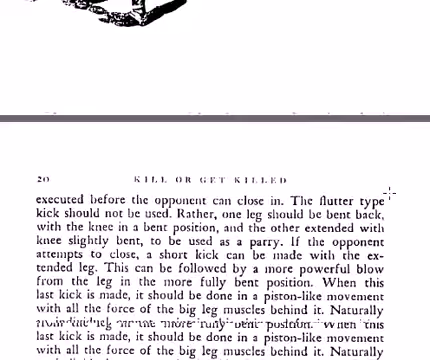 20 KILL OR GET KILLED
executed before the opponent can close in. The flutter type
kick should not be used. Rather, one leg should be bent back,
with the knee in a bent position, and the other extended with
knee slightly bent, to be used as a parry. If the opponent
attempts to close, a short kick can be made with the ex-
tended leg. This can be followed by a more powerful blow
from the leg in the more fully bent position. When this
last kick is made, it should be done in a piston-like movement
with all the force of the big leg muscles behind it. Naturally
last kick is made, it should be done in a piston-like movement
with all the force of the big leg muscles behind it. Naturally